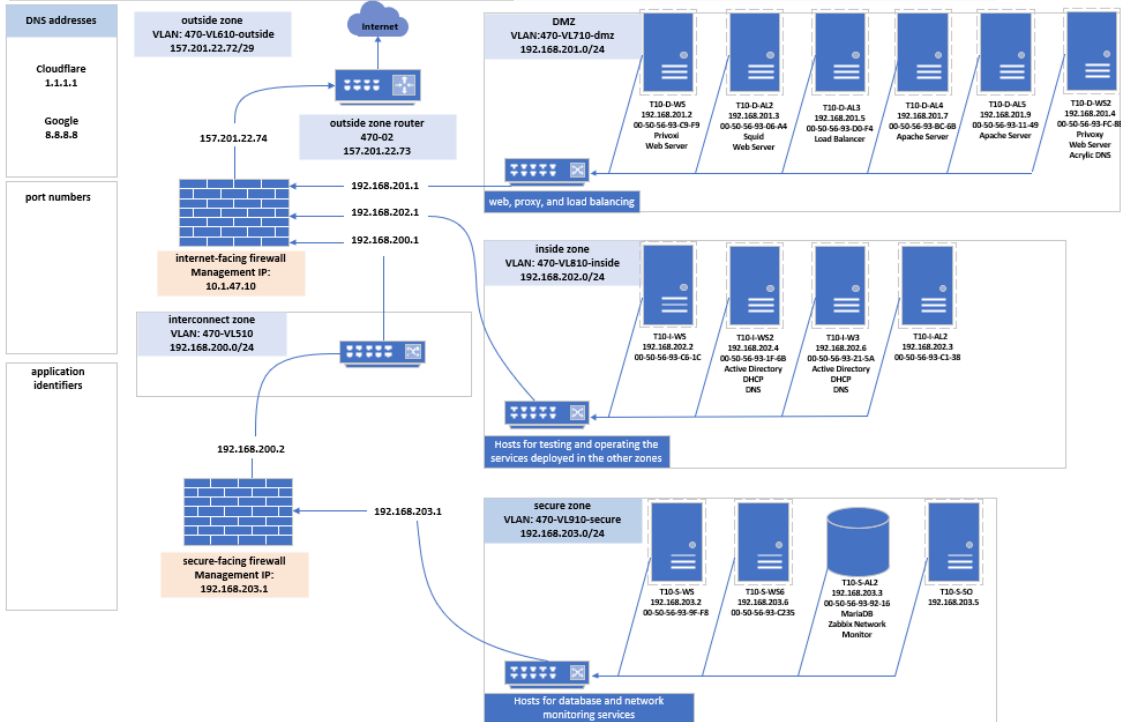 DNS addresses
Cloudflare
1.1.1.1
Google
8.8.8.8
port numbers
application
identifiers
outside zone
VLAN: 470-VL610-outside
157.201.22.72/29
Internet
outside zone router
470-02
157.201.22.73
157.201.22.74
192.168.201.1
192.168.202.1
192.168.200.1
internet-facing firewall
Management IP:
10.1.47.10
interconnect zone
VLAN: 470-VL510
192.168.200.0/24
192.168.200.2
secure-facing firewall
Management IP:
192.168.203.1
192.168.203.1
DMZ
VLAN:470-VL710-dmz
192.168.201.0/24
T10-D-WS
192.168.201.2
00-50-56-93-C9-F9
Privoxi
Web Server
T10-D-AL2
192.168.201.3
00-50-56-93-06-A4
Squid
Web Server
T10-D-AL3
192.168.201.5
00-50-56-93-D0-F4
Load Balancer
T10-D-AL4
192.168.201.7
00-50-56-93-BC-6B
Apache Server
T10-D-AL5
192.168.201.9
00-50-56-93-11-49
Apache Server
T10-D-WS2
192.168.201.4
00-50-56-93-FC-8E
Privoxy
Web Server
Acrylic DNS
web, proxy, and load balancing
inside zone
VLAN: 470-VL810-inside
192.168.202.0/24
T10-I-WS
192.168.202.2
00-50-56-93-C6-1C
T10-I-WS2
192.168.202.4
00-50-56-93-1F-6B
Active Directory
DHCP
DNS
T10-I-W3
192.168.202.6
00-50-56-93-21-5A
Active Directory
DHCP
DNS
T10-I-AL2
192.168.202.3
00-50-56-93-C1-38
Hosts for testing and operating the
services deployed in the other zones
secure zone
VLAN: 470-VL910-secure
192.168.203.0/24
T10-S-WS
192.168.203.2
00-50-56-93-9F-F8
T10-S-WS6
192.168.203.6
00-50-56-93-C235
T10-S-AL2
192.168.203.3
00-50-56-93-92-16
MariaDB
Zabbix Network
Monitor
T10-S-SO
192.168.203.5
Hosts for database and network
monitoring services